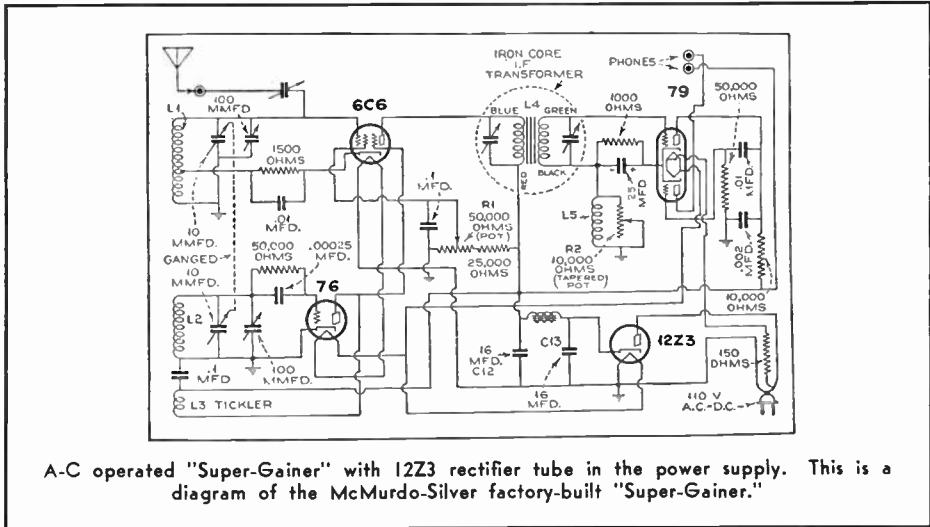 IRON CORE
I.F
TRANSFORMER
PHONES
79
50,000
OHMS
6C6
100
MMFD.
L1
BLUE
L4
GREEN
1000
OHMS
1500
OHMS
RED
BLACK
.01
MFD.
.1
MFD.
R1
50,000
OHMS
(POT)
25,000
OHMS
25
MFD
L5
R2
10,000
OHMS
(TAPERED
POT)
.01
MFD.
.002
MFD.
10,000
OHMS
10
MMFD.
GANGED
10
MMFD.
50,000
OHMS
.00025
MFD.
76
L2
.1
MFD
100
MMFD.
L3 TICKLER
16
MFD.
C12
C13
16
MFD.
12Z3
150
OHMS
110 V
A.C.-D.C.
A-C operated "Super-Gainer" with 12Z3 rectifier tube in the power supply. This is a
diagram of the McMurdo-Silver factory-built "Super-Gainer."